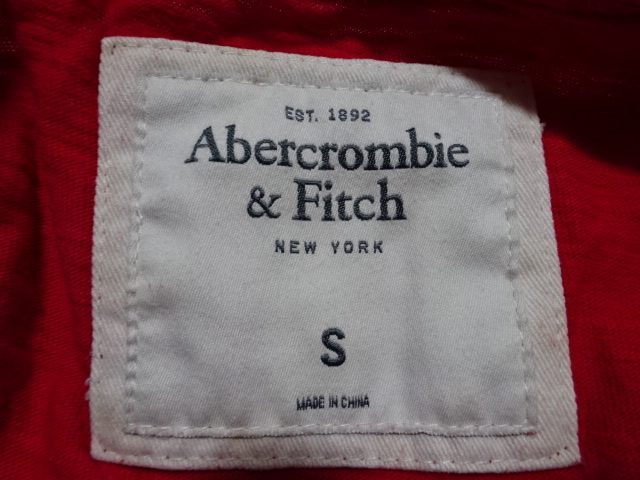 EST. 1892
Abercrombie
& Fitch
NEW YORK
S
MADE IN CHINA